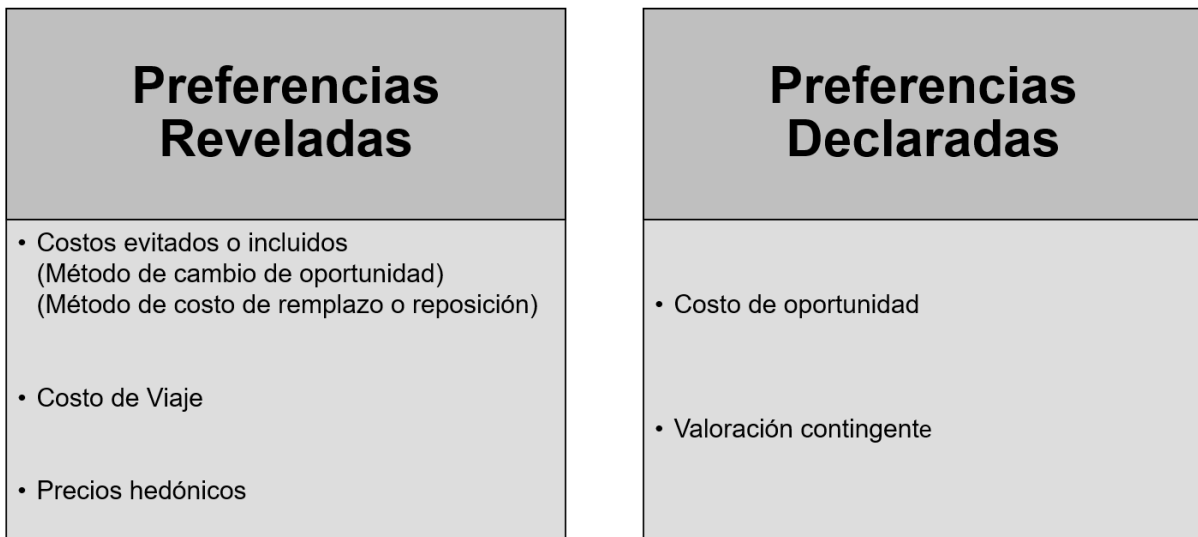 Preferencias
Reveladas
• Costos evitados o incluidos
(Método de cambio de oportunidad)
(Método de costo de remplazo o reposición)
• Costo de Viaje
• Precios hedónicos
Preferencias
Declaradas
• Costo de oportunidad
• Valoración contingente